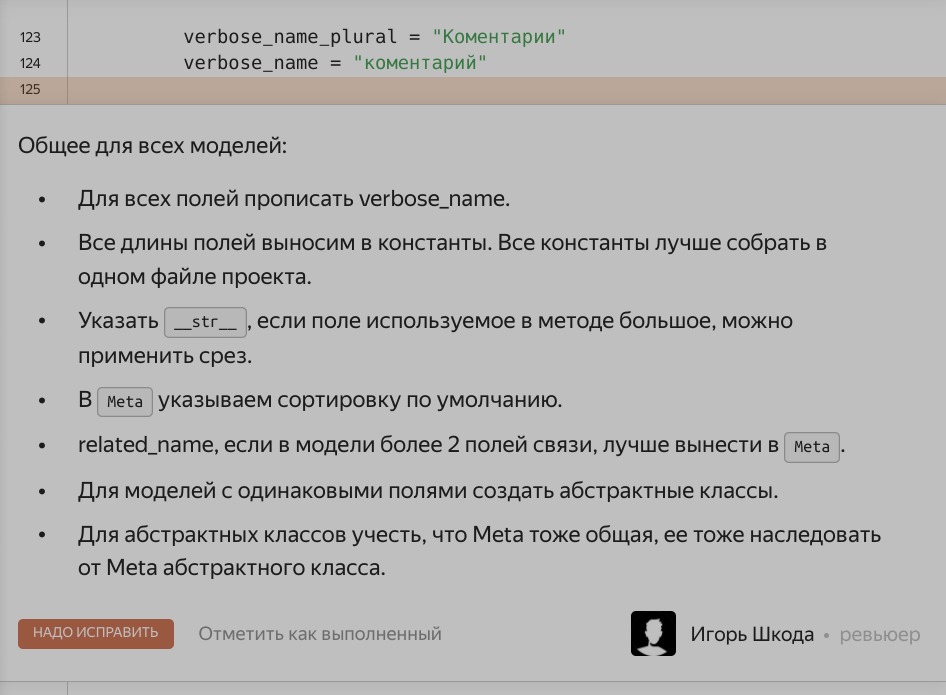 123 verbose_name_plural = "Коментарии"
124 verbose_name = "коментарий"
125
Общее для всех моделей:
• Для всех полей прописать verbose_name.
• Все длины полей выносим в константы. Все константы лучше собрать в
одном файле проекта.
• Указать __str__, если поле используемое в методе большое, можно
применить срез.
• В Meta указываем сортировку по умолчанию.
• related_name, если в модели более 2 полей связи, лучше вынести в Meta.
• Для моделей с одинаковыми полями создать абстрактные классы.
• Для абстрактных классов учесть, что Meta тоже общая, ее тоже наследовать
от Meta абстрактного класса.
НАДО ИСПРАВИТЬ Отметить как выполненный Игорь Шкода • ревьюер